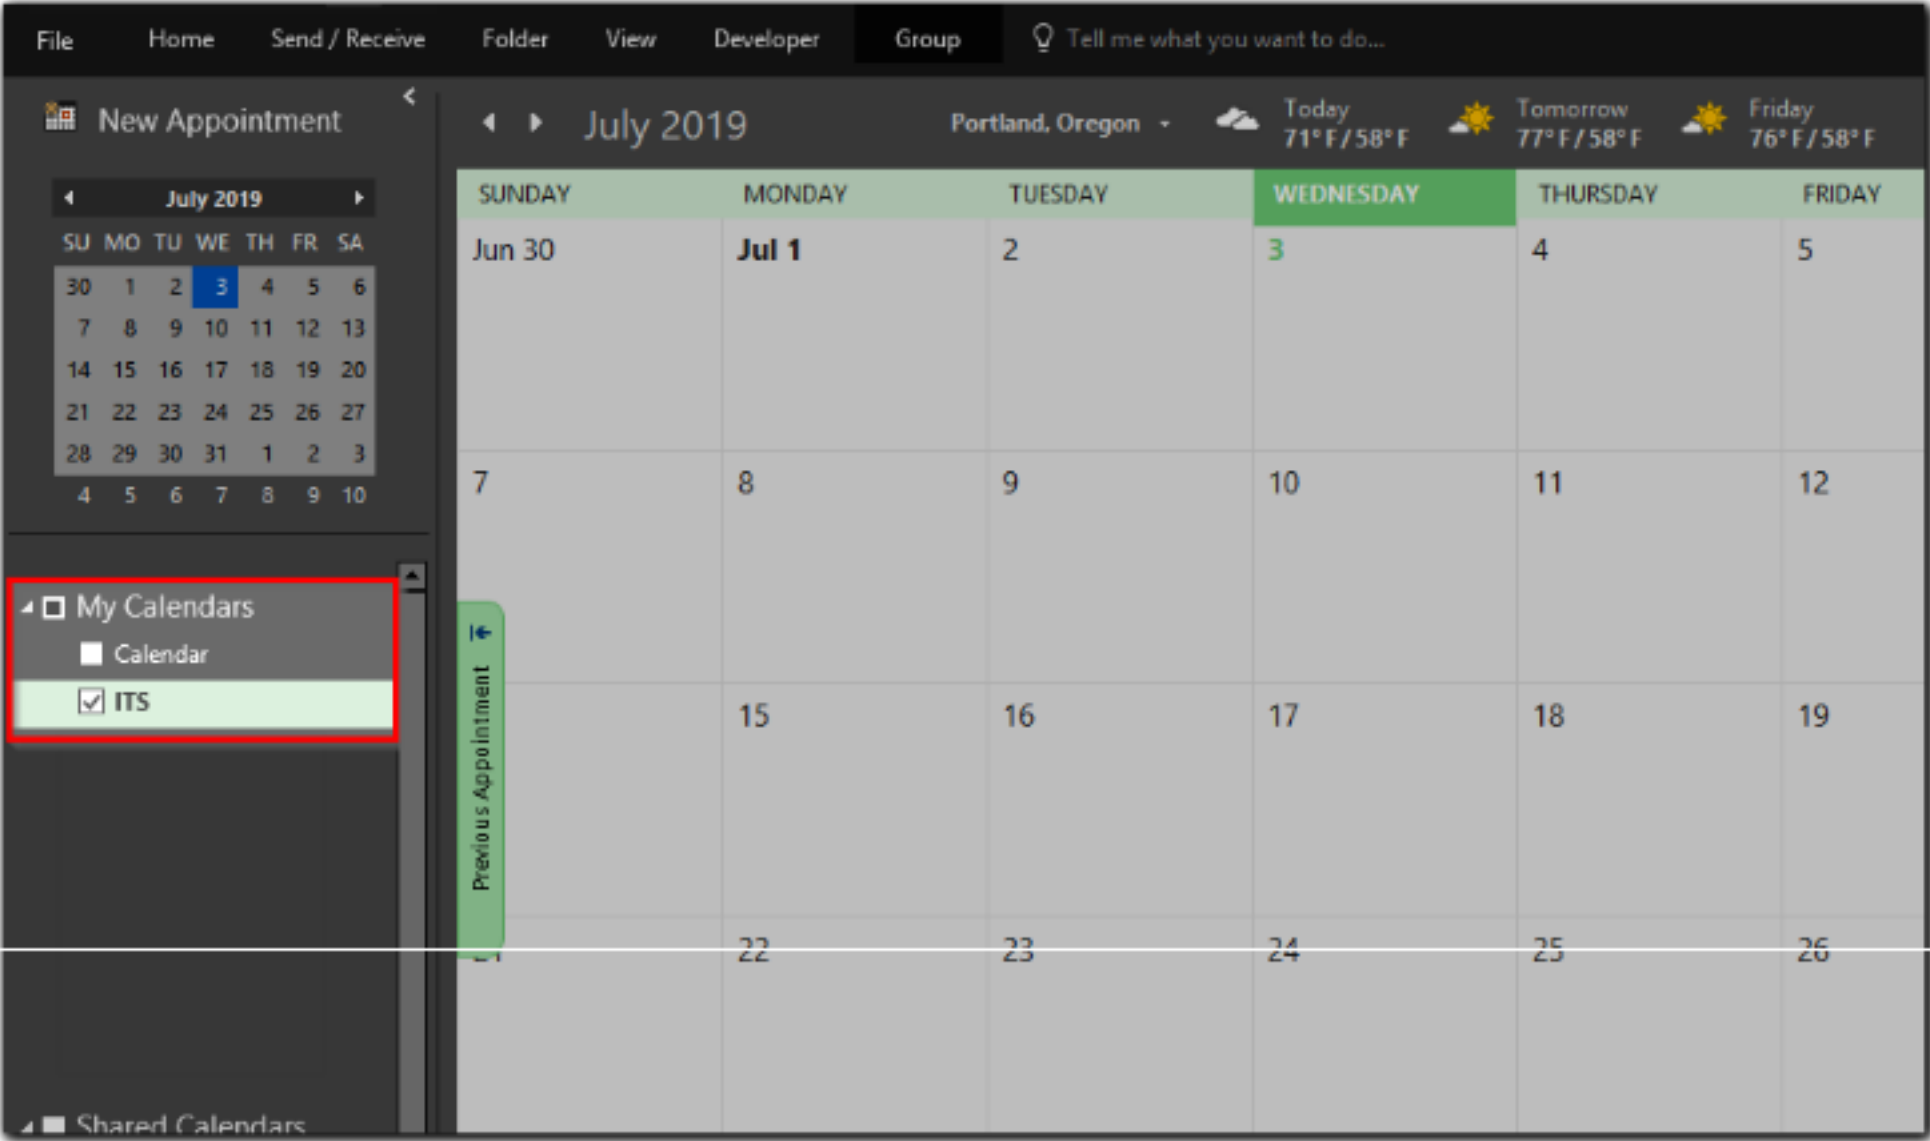 File Home Send / Receive Folder View Developer Group Tell me what you want to do...
New Appointment
July 2019
SU MO TU WE TH FR SA
30 1 2 3 4 5 6
7 8 9 10 11 12 13
14 15 16 17 18 19 20
21 22 23 24 25 26 27
28 29 30 31 1 2 3
4 5 6 7 8 9 10
My Calendars
Calendar
ITS
Shared Calendars
July 2019
Portland, Oregon
Today
71° F / 58° F
Tomorrow
77° F / 58° F
Friday
76° F / 58° F
SUNDAY MONDAY TUESDAY WEDNESDAY THURSDAY FRIDAY
Jun 30 Jul 1 2 3 4 5
7 8 9 10 11 12
15 16 17 18 19
22 23 24 25 26
Previous Appointment